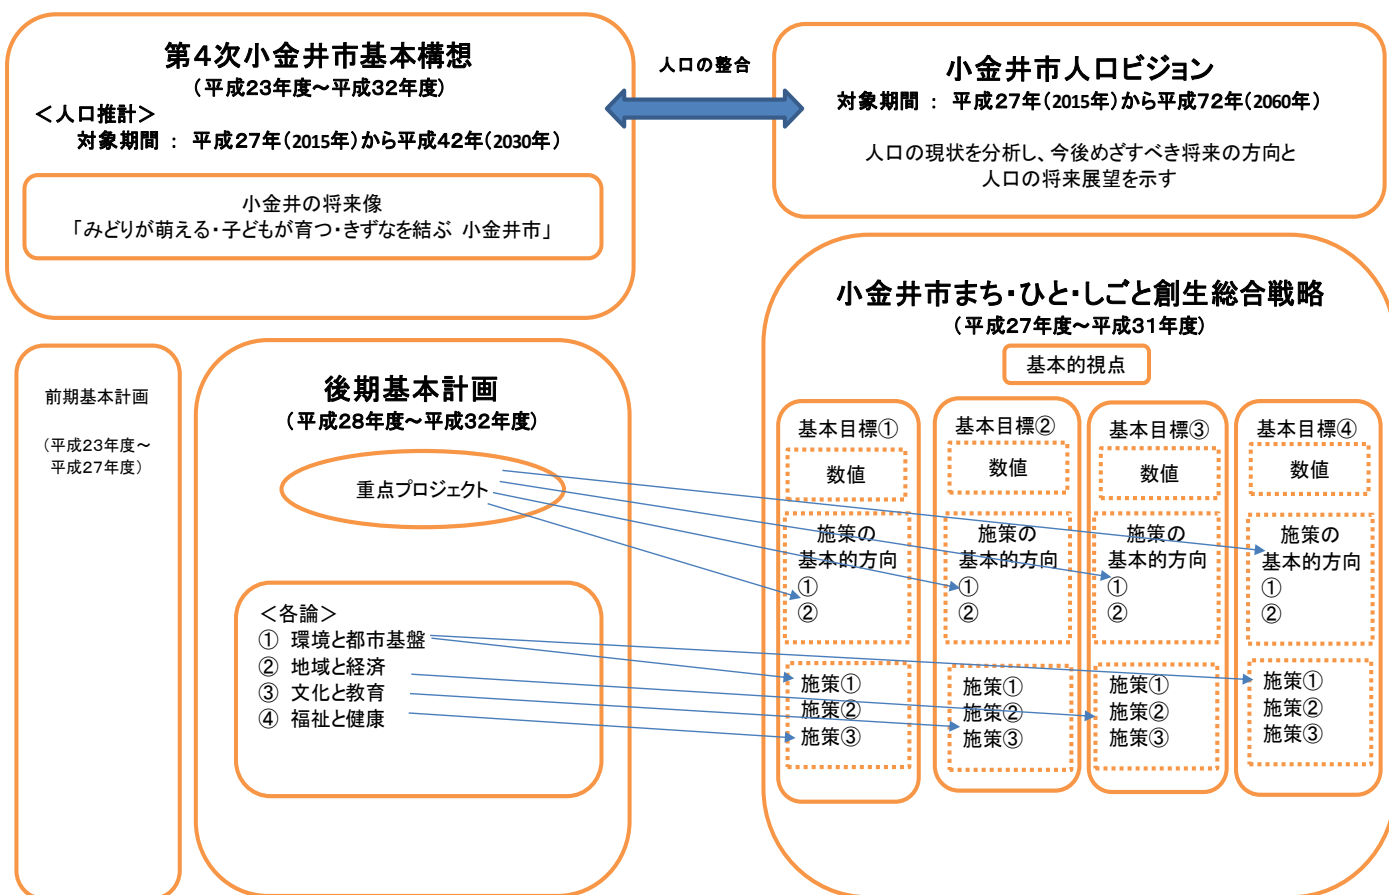 第4次小金井市基本構想
（平成23年度～平成32年度）
＜人口推計＞
対象期間 ： 平成27年（2015年）から平成42年（2030年）
小金井の将来像
「みどりが萌える・子どもが育つ・きずなを結ぶ 小金井市」
人口の整合
小金井市人口ビジョン
対象期間 ： 平成27年（2015年）から平成72年（2060年）
人口の現状を分析し、今後めざすべき将来の方向と
人口の将来展望を示す
前期基本計画
（平成23年度～
平成27年度）
後期基本計画
（平成28年度～平成32年度）
重点プロジェクト
＜各論＞
① 環境と都市基盤
② 地域と経済
③ 文化と教育
④ 福祉と健康
小金井市まち・ひと・しごと創生総合戦略
（平成27年度～平成31年度）
基本的視点
基本目標①
数値
施策の
基本的方向
①
②
施策①
施策②
施策③
基本目標②
数値
施策の
基本的方向
①
②
施策①
施策②
施策③
基本目標③
数値
施策の
基本的方向
①
②
施策①
施策②
施策③
基本目標④
数値
施策の
基本的方向
①
②
施策①
施策②
施策③